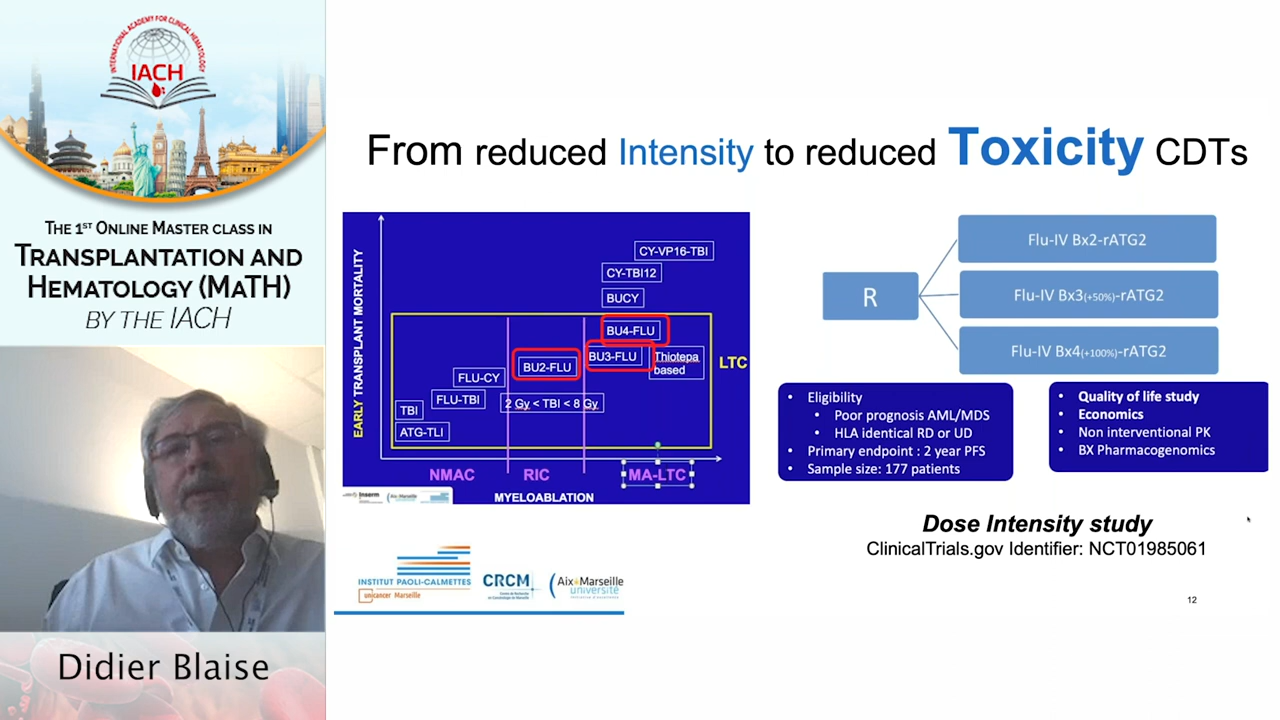 INTERNATIONAL ACADEMY FOR CLINICAL HEMATOLOGY
IACH
THE 1ST ONLINE MASTER CLASS IN
TRANSPLANTATION AND
HEMATOLOGY (MATH)
BY THE IACH
Didier Blaise
From reduced Intensity to reduced Toxicity CDTs
EARLY TRANSPLANT MORTALITY
CY-VP16-TBI
CY-TBI12
BUCY
BU4-FLU
BU3-FLU
Thiotepa
based
LTC
BU2-FLU
FLU-CY
FLU-TBI
2 Gy < TBI < 8 Gy
TBI
ATG-TLI
NMAC
RIC
MA-LTC
MYELOABLATION
Inserm
Aix Marseille
R
Flu-IV Bx2-rATG2
Flu-IV Bx3(+50%)-rATG2
Flu-IV Bx4(+100%)-rATG2
• Eligibility
• Poor prognosis AML/MDS
• HLA identical RD or UD
• Primary endpoint : 2 year PFS
• Sample size: 177 patients
• Quality of life study
• Economics
• Non interventional PK
• BX Pharmacogenomics
Dose Intensity study
ClinicalTrials.gov Identifier: NCT01985061
INSTITUT PAOLI-CALMETTES
unicancer Marseille
CRCM
Aix Marseille
université
12